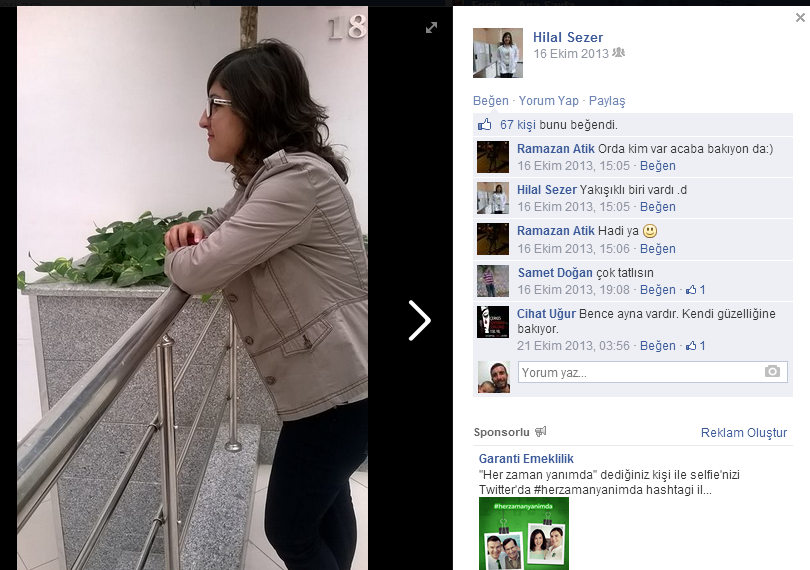 18
Hilal Sezer
16 Ekim 2013
Beğen · Yorum Yap · Paylaş
67 kişi bunu beğendi.
Ramazan Atik Orda kim var acaba bakıyon da:)
16 Ekim 2013, 15:05 · Beğen
Hilal Sezer Yakışıklı biri vardı .d
16 Ekim 2013, 15:05 · Beğen
Ramazan Atik Hadi ya
16 Ekim 2013, 15:06 · Beğen
Samet Doğan çok tatlısın
16 Ekim 2013, 19:08 · Beğen · 1
Cihat Uğur Bence ayna vardır. Kendi güzelliğine
bakıyor.
21 Ekim 2013, 03:56 · Beğen · 1
Yorum yaz...
Sponsorlu
Reklam Oluştur
Garanti Emeklilik
"Her zaman yanımda" dediğiniz kişi ile selfie'nizi
Twitter'da #herzamanyanimda hashtagi il...
#herzamanyanimda